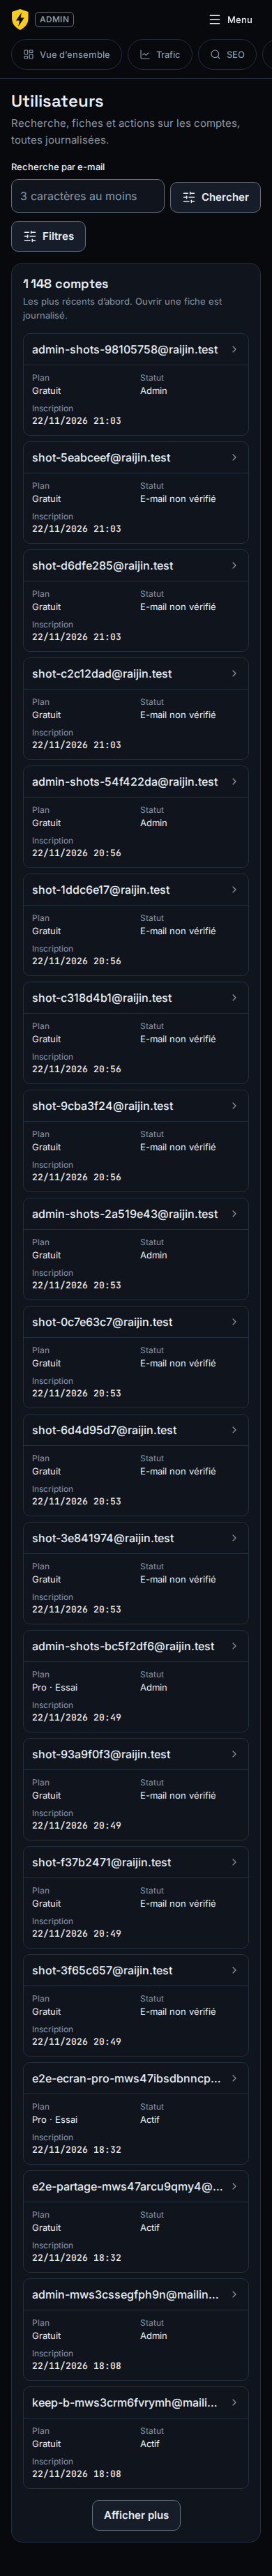 ADMIN
Menu
Vue d'ensemble
Trafic
SEO
Utilisateurs
Recherche, fiches et actions sur les comptes,
toutes journalisées.
Recherche par e-mail
3 caractères au moins
Chercher
Filtres
1 148 comptes
Les plus récents d'abord. Ouvrir une fiche est
journalisé.
admin-shots-98105758@raijin.test
Plan Statut
Gratuit Admin
Inscription
22/11/2026 21:03
shot-5eabceef@raijin.test
Plan Statut
Gratuit E-mail non vérifié
Inscription
22/11/2026 21:03
shot-d6dfe285@raijin.test
Plan Statut
Gratuit E-mail non vérifié
Inscription
22/11/2026 21:03
shot-c2c12dad@raijin.test
Plan Statut
Gratuit E-mail non vérifié
Inscription
22/11/2026 21:03
admin-shots-54f422da@raijin.test
Plan Statut
Gratuit Admin
Inscription
22/11/2026 20:56
shot-1ddc6e17@raijin.test
Plan Statut
Gratuit E-mail non vérifié
Inscription
22/11/2026 20:56
shot-c318d4b1@raijin.test
Plan Statut
Gratuit E-mail non vérifié
Inscription
22/11/2026 20:56
shot-9cba3f24@raijin.test
Plan Statut
Gratuit E-mail non vérifié
Inscription
22/11/2026 20:56
admin-shots-2a519e43@raijin.test
Plan Statut
Gratuit Admin
Inscription
22/11/2026 20:53
shot-0c7e63c7@raijin.test
Plan Statut
Gratuit E-mail non vérifié
Inscription
22/11/2026 20:53
shot-6d4d95d7@raijin.test
Plan Statut
Gratuit E-mail non vérifié
Inscription
22/11/2026 20:53
shot-3e841974@raijin.test
Plan Statut
Gratuit E-mail non vérifié
Inscription
22/11/2026 20:53
admin-shots-bc5f2df6@raijin.test
Plan Statut
Pro · Essai Admin
Inscription
22/11/2026 20:49
shot-93a9f0f3@raijin.test
Plan Statut
Gratuit E-mail non vérifié
Inscription
22/11/2026 20:49
shot-f37b2471@raijin.test
Plan Statut
Gratuit E-mail non vérifié
Inscription
22/11/2026 20:49
shot-3f65c657@raijin.test
Plan Statut
Gratuit E-mail non vérifié
Inscription
22/11/2026 20:49
e2e-ecran-pro-mws47ibsdbnncp...
Plan Statut
Pro · Essai Actif
Inscription
22/11/2026 18:32
e2e-partage-mws47arcu9qmy4@...
Plan Statut
Gratuit Actif
Inscription
22/11/2026 18:32
admin-mws3cssegfph9n@mailin...
Plan Statut
Gratuit Admin
Inscription
22/11/2026 18:08
keep-b-mws3crm6fvrymh@maili...
Plan Statut
Gratuit Actif
Inscription
22/11/2026 18:08
Afficher plus